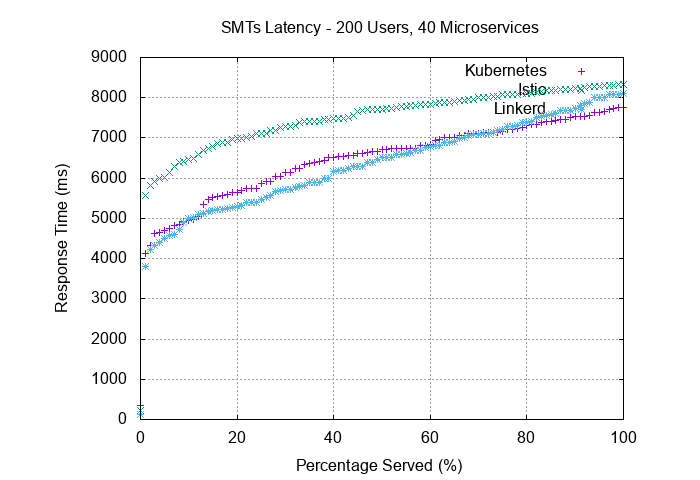 SMTs Latency - 200 Users, 40 Microservices
9000
8000
7000
6000
5000
4000
3000
2000
1000
0
Response Time (ms)
Kubernetes
Istio
Linkerd
0 20 40 60 80 100
Percentage Served (%)